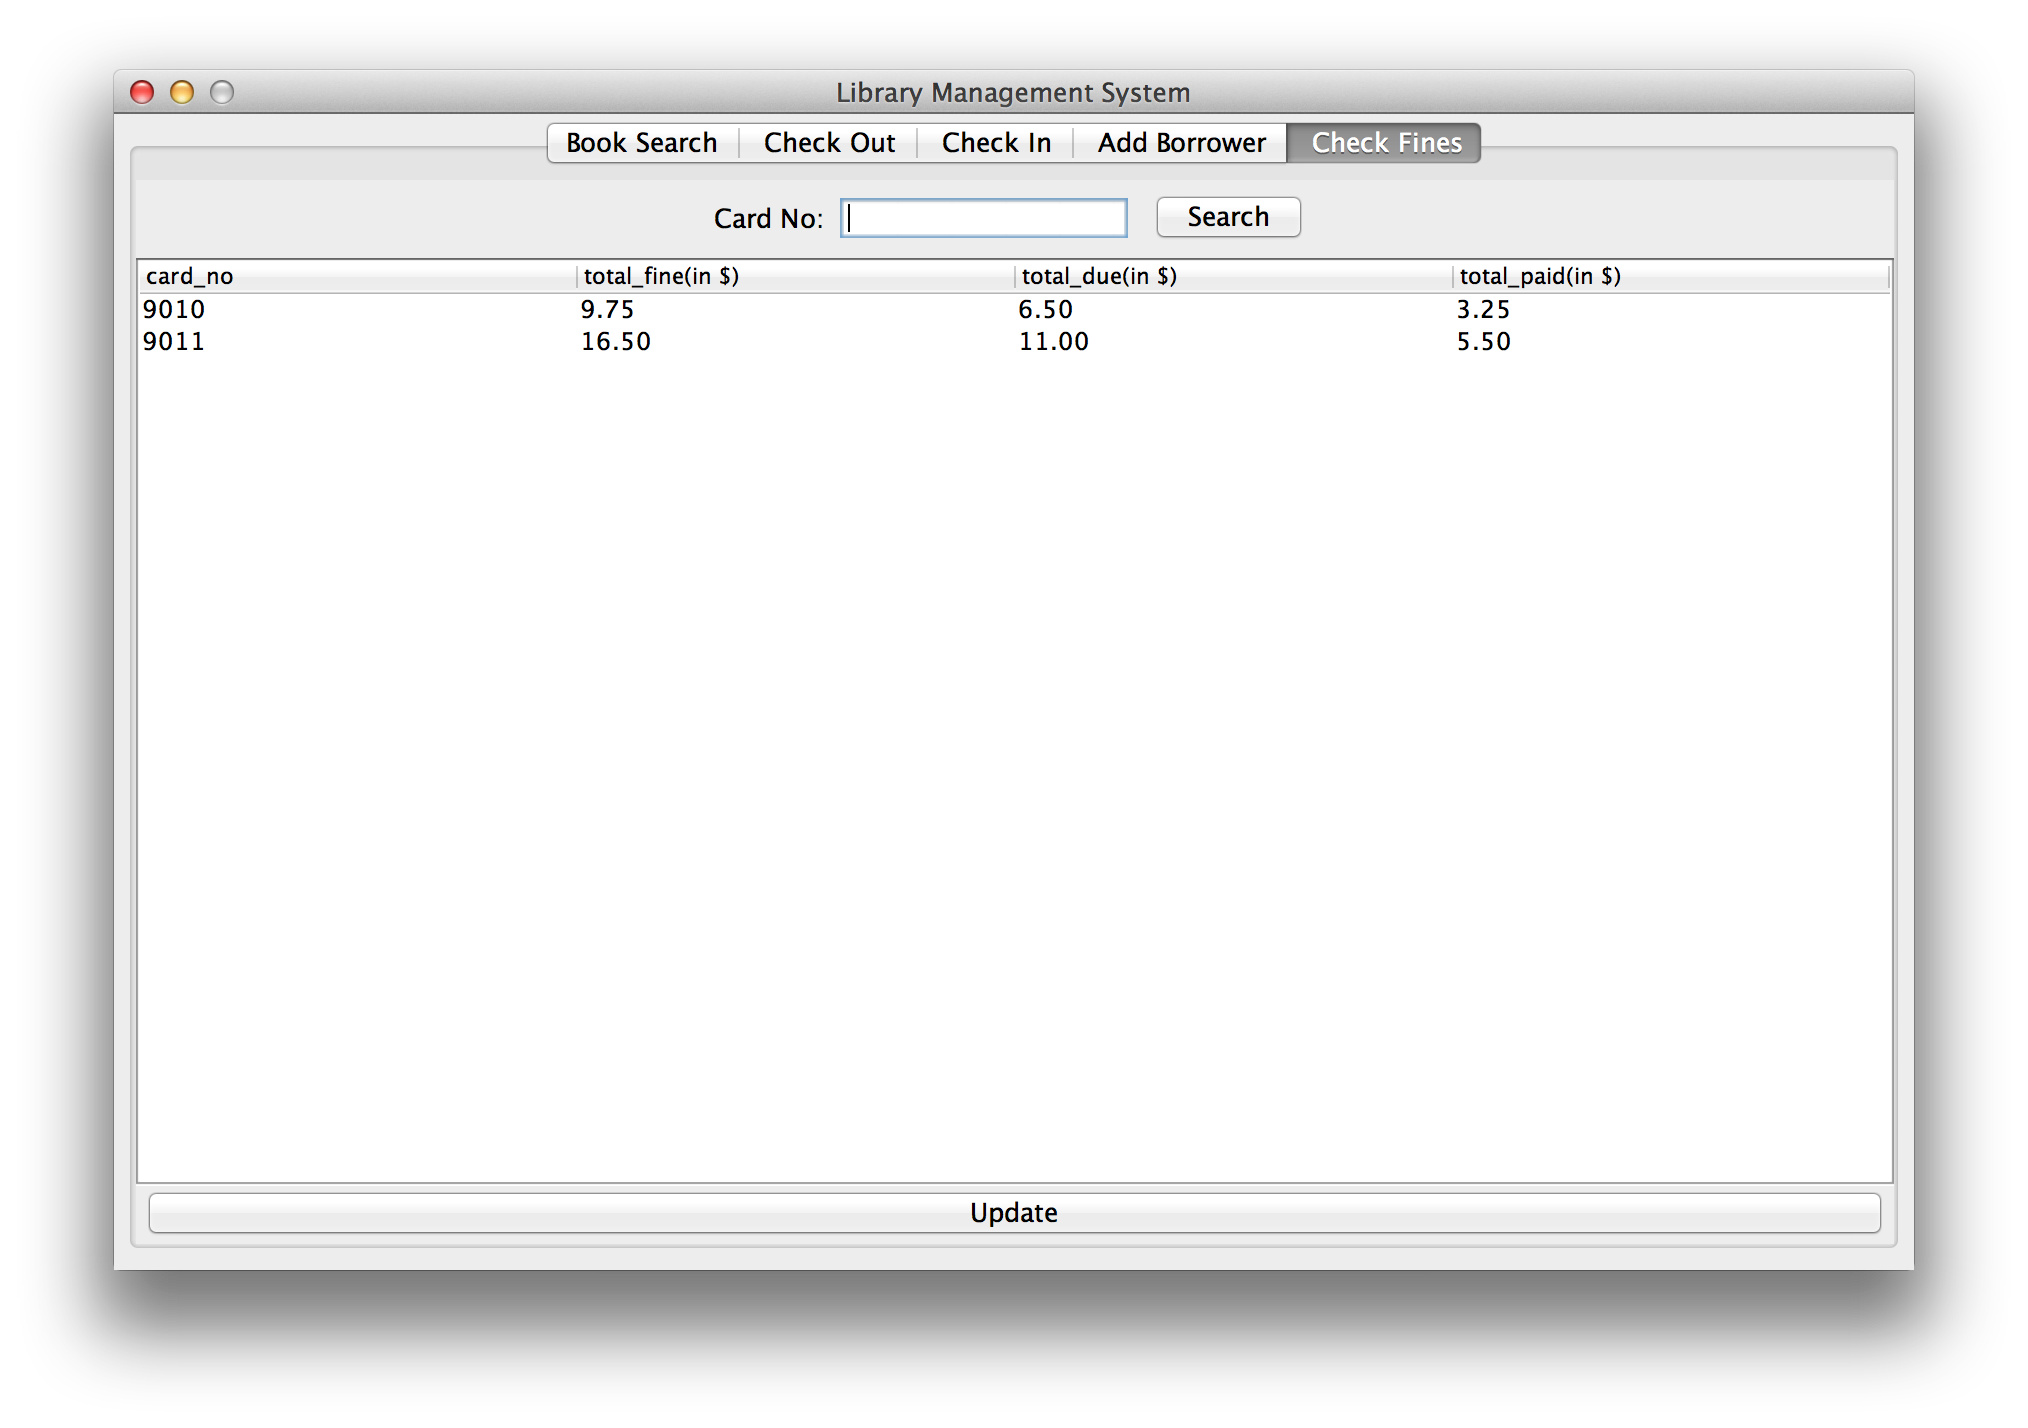 Library Management System
Book Search Check Out Check In Add Borrower Check Fines
Card No: Search
card_no total_fine(in $) total_due(in $) total_paid(in $)
9010 9.75 6.50 3.25
9011 16.50 11.00 5.50
Update